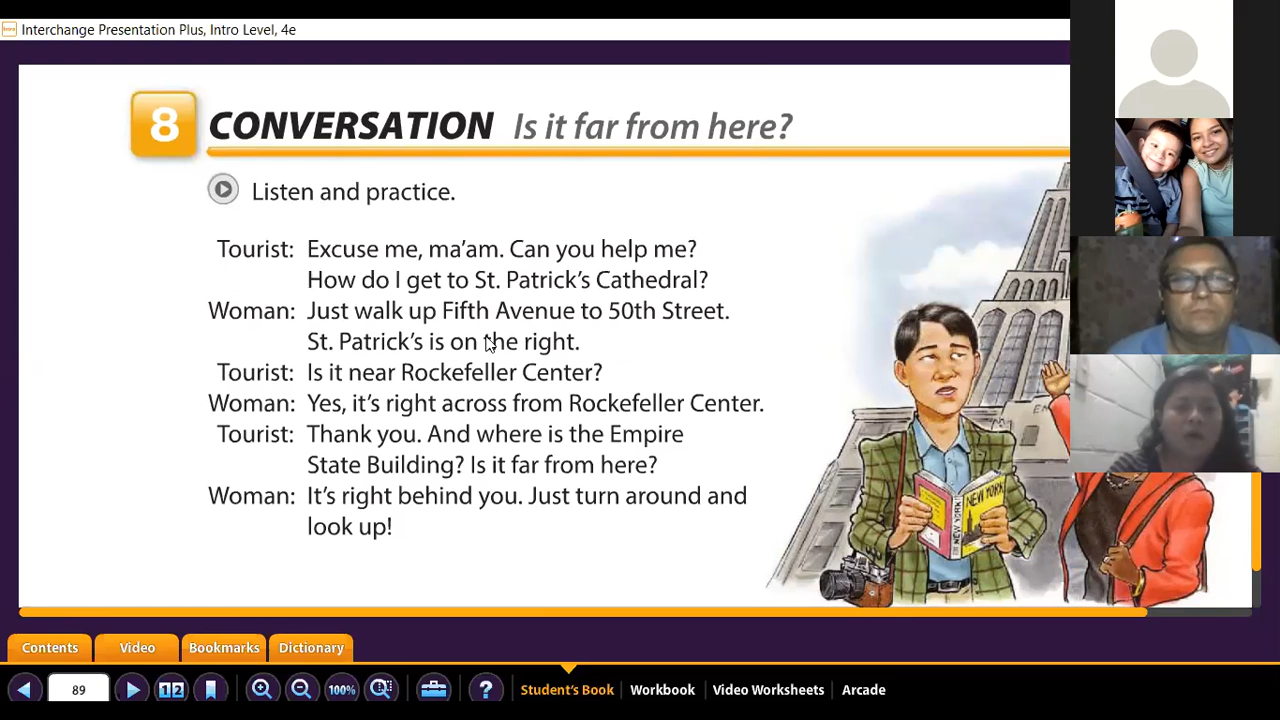 Interchange Presentation Plus, Intro Level, 4e
8 CONVERSATION Is it far from here?
Listen and practice.
Tourist: Excuse me, ma'am. Can you help me?
How do I get to St. Patrick's Cathedral?
Woman: Just walk up Fifth Avenue to 50th Street.
St. Patrick's is on the right.
Tourist: Is it near Rockefeller Center?
Woman: Yes, it's right across from Rockefeller Center.
Tourist: Thank you. And where is the Empire
State Building? Is it far from here?
Woman: It's right behind you. Just turn around and
look up!
NEW YORK
Contents Video Bookmarks Dictionary
89 12 100% ? Student's Book Workbook Video Worksheets Arcade